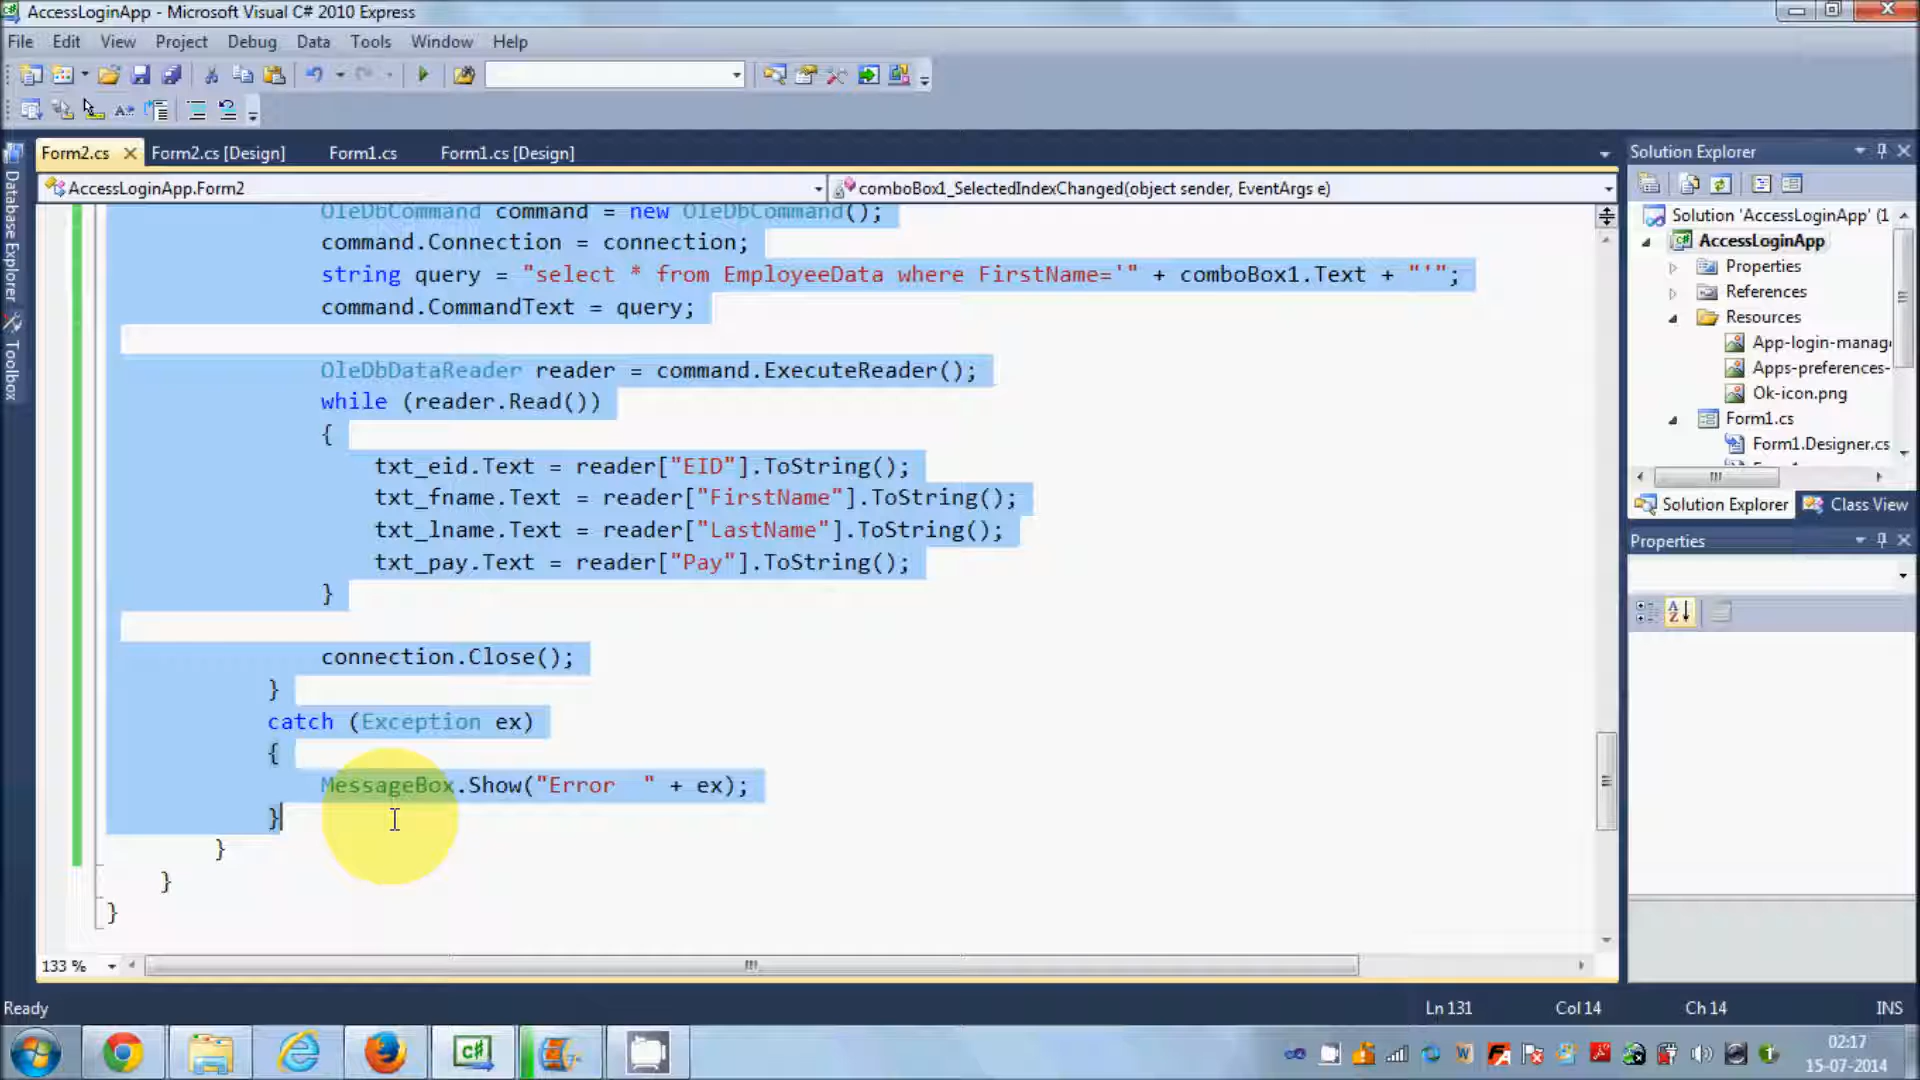 AccessLoginApp - Microsoft Visual C# 2010 Express
File Edit View Project Debug Data Tools Window Help
Form2.cs Form2.cs [Design] Form1.cs Form1.cs [Design]
AccessLoginApp.Form2 comboBox1_SelectedIndexChanged(object sender, EventArgs e)
OleDbCommand command = new OleDbCommand();
command.Connection = connection;
string query = "select * from EmployeeData where FirstName='" + comboBox1.Text + "'";
command.CommandText = query;
OleDbDataReader reader = command.ExecuteReader();
while (reader.Read())
{
txt_eid.Text = reader["EID"].ToString();
txt_fname.Text = reader["FirstName"].ToString();
txt_lname.Text = reader["LastName"].ToString();
txt_pay.Text = reader["Pay"].ToString();
}
connection.Close();
}
catch (Exception ex)
{
MessageBox.Show("Error  " + ex);
}
}
}
}
133 %
Database Explorer
Toolbox
Solution Explorer
Solution 'AccessLoginApp' (1
AccessLoginApp
Properties
References
Resources
App-login-manag
Apps-preferences-
Ok-icon.png
Form1.cs
Form1.Designer.cs
Solution Explorer Class View
Properties
Ready Ln 131 Col 14 Ch 14 INS
02:17
15-07-2014